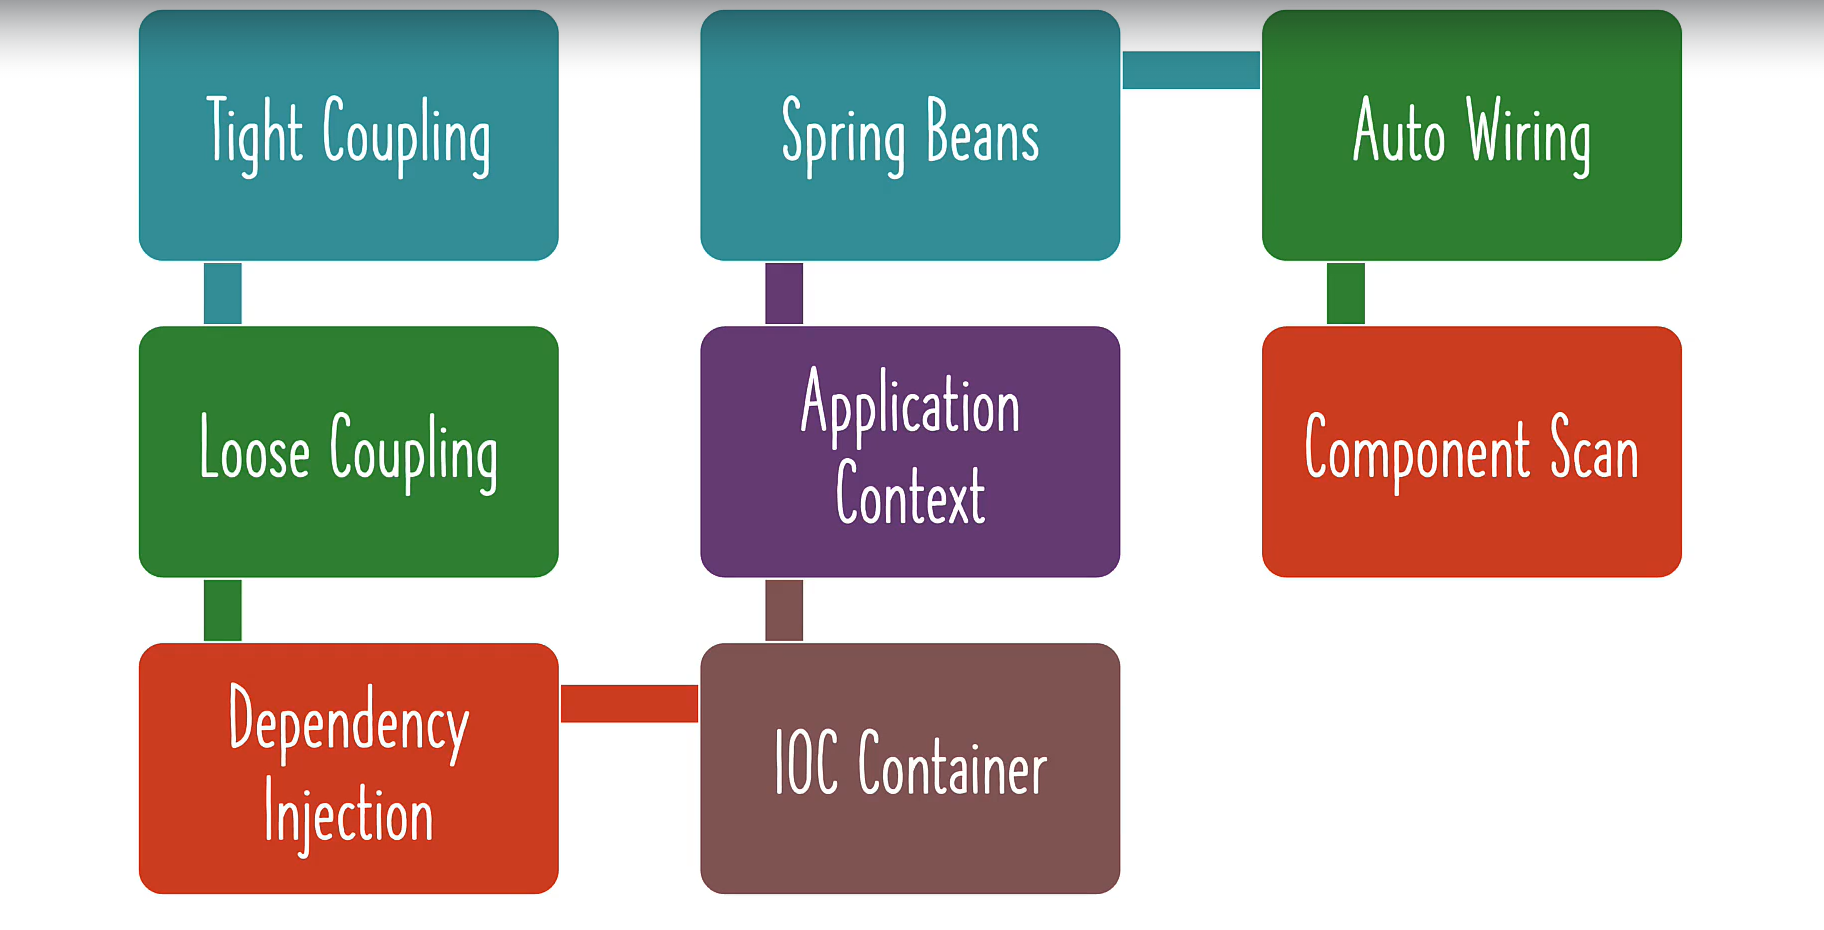 Tight Coupling
Spring Beans
Auto Wiring
Loose Coupling
Application
Context
Component Scan
Dependency
Injection
IOC Container